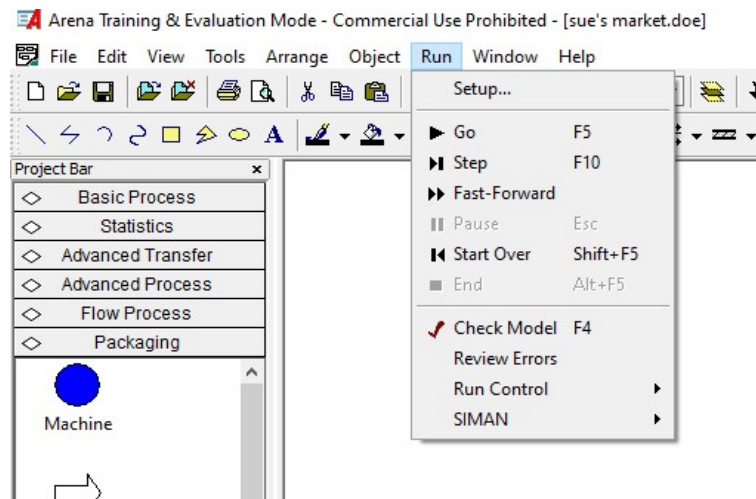 Arena Training & Evaluation Mode - Commercial Use Prohibited - [sue's market.doe]
File Edit View Tools Arrange Object Run Window Help
Setup...
A
Go F5
Project Bar x
Step F10
Basic Process
Fast-Forward
Statistics
Pause Esc
Advanced Transfer
Start Over Shift+F5
Advanced Process
End Alt+F5
Flow Process
Check Model F4
Packaging
Review Errors
Run Control
Machine
SIMAN